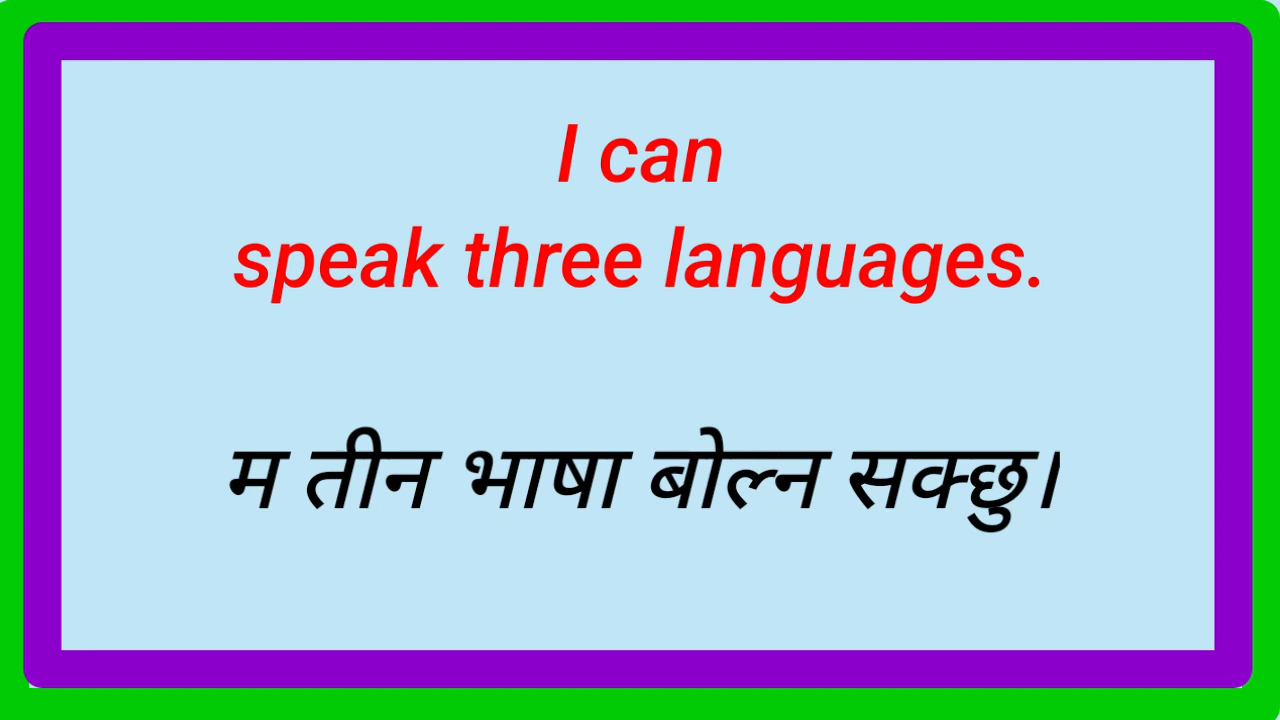 I can
speak three languages.
म तीन भाषा बोल्न सक्छु।